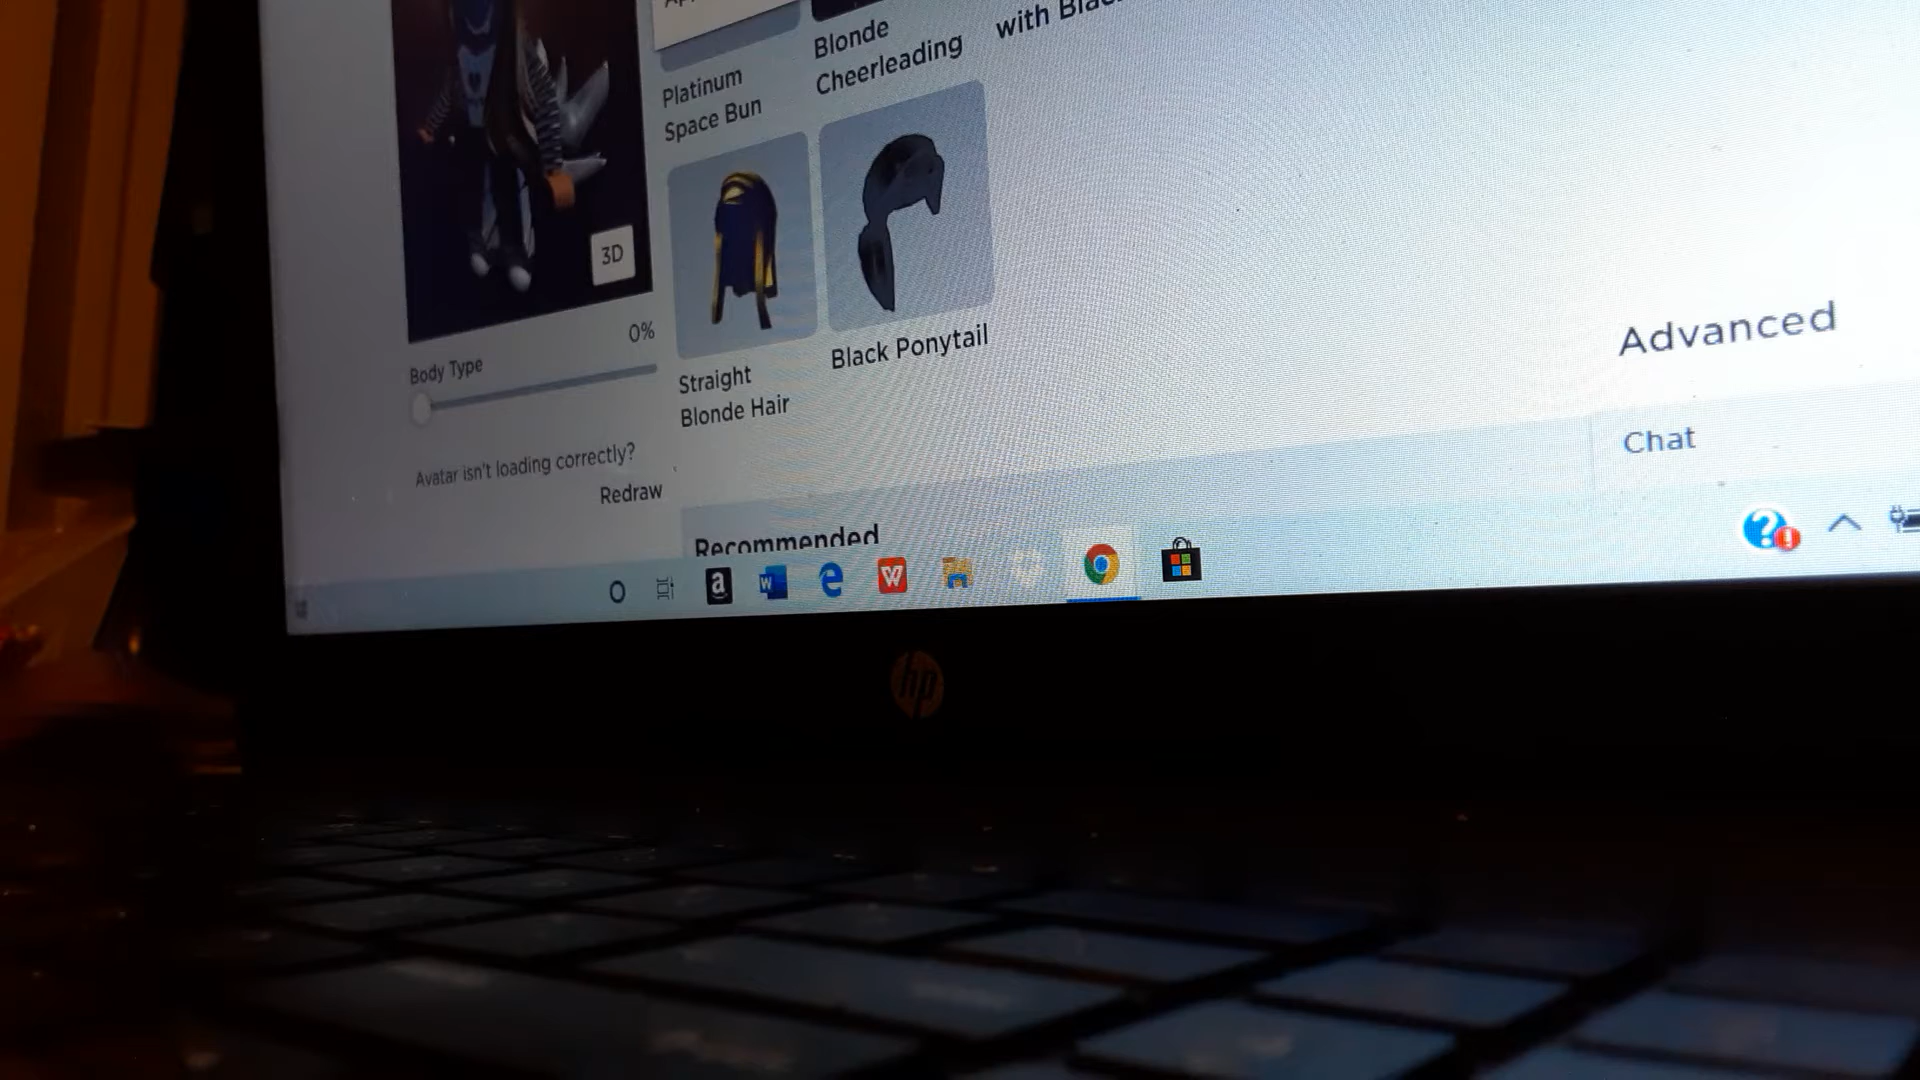 Blonde
Cheerleading
Platinum
Space Bun
3D
0%
Body Type
Straight
Blonde Hair
Black Ponytail
Avatar isn't loading correctly?
Redraw
Recommended
Advanced
Chat
hp